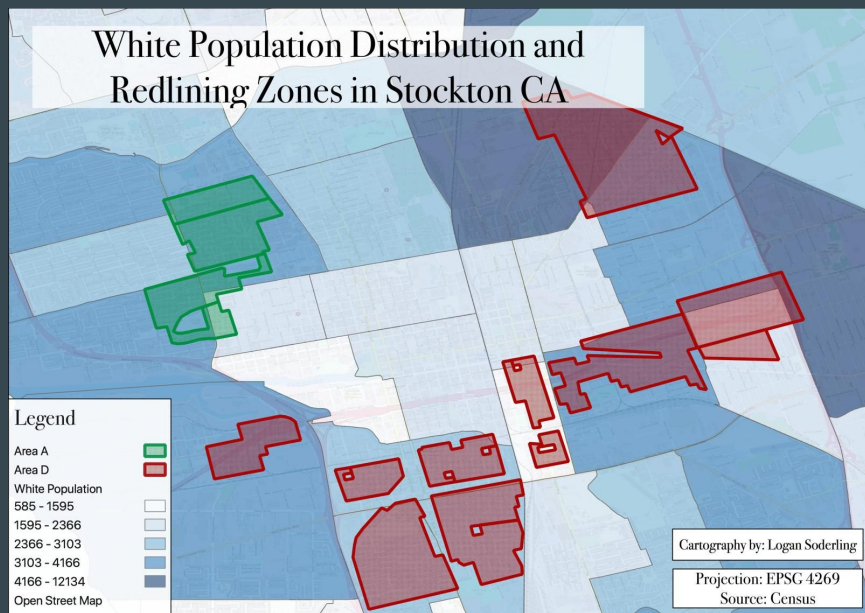 White Population Distribution and
Redlining Zones in Stockton CA
Legend
Area A
Area D
White Population
585 - 1595
1595 - 2366
2366 - 3103
3103 - 4166
4166 - 12134
Open Street Map
Cartography by: Logan Soderling
Projection: EPSG 4269
Source: Census